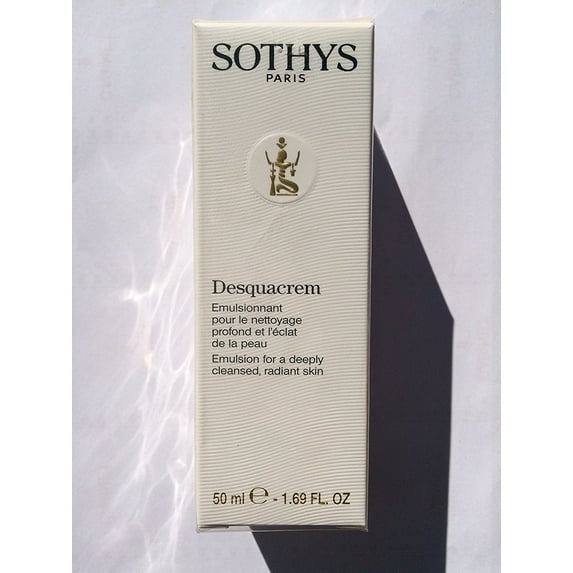 SOTHYS
PARIS
Desquacrem
Emulsionnant
pour le nettoyage
profond et l'éclat
de la peau
Emulsion for a deeply
cleansed, radiant skin
50 ml ℮ - 1.69 FL. OZ